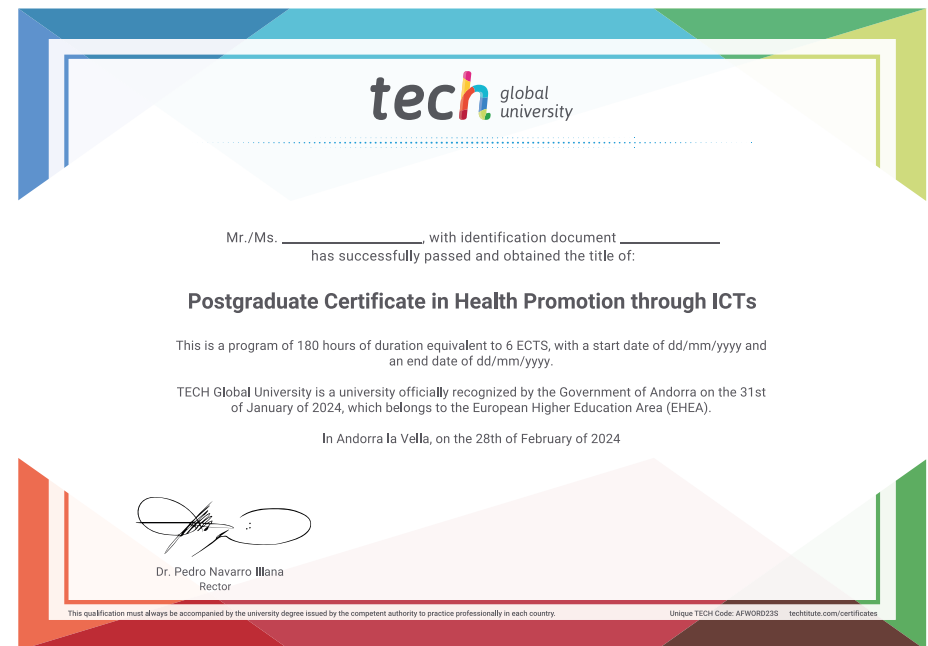 tech global university
Mr./Ms. ____________________, with identification document ______________
has successfully passed and obtained the title of:
Postgraduate Certificate in Health Promotion through ICTs
This is a program of 180 hours of duration equivalent to 6 ECTS, with a start date of dd/mm/yyyy and
an end date of dd/mm/yyyy.
TECH Global University is a university officially recognized by the Government of Andorra on the 31st
of January of 2024, which belongs to the European Higher Education Area (EHEA).
In Andorra la Vella, on the 28th of February of 2024
Dr. Pedro Navarro Illana
Rector
This qualification must always be accompanied by the university degree issued by the competent authority to practice professionally in each country.
Unique TECH Code: AFWORD23S techtitute.com/certificates